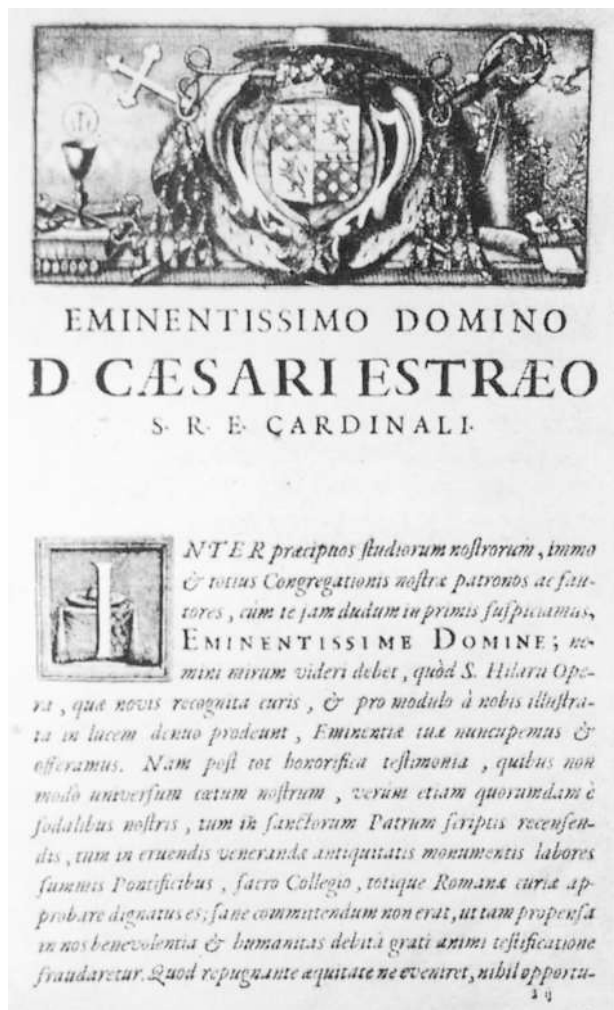 EMINENTISSIMO DOMINO
D CÆSARI ESTRÆO
S· R· E· CARDINALI·
INTER præcipuos ſtudiorum noſtrorum, immo
& totius Congregationis noſtræ patronos ac fau-
tores, cùm te jam dudum in primis ſuſpiciamus,
EMINENTISSIME DOMINE; ne-
mini mirum videri debet, quòd S. Hilarii Ope-
ra, quæ novis recognita curis, & pro modulo à nobis illuſtra-
ta in lucem denuo prodeunt, Eminentiæ tuæ nuncupemus &
offeramus. Nam poſt tot honorifica teſtimonia, quibus non
modò univerſum cœtum noſtrum, verùm etiam quorumdam è
ſodalibus noſtris, tum in ſanctorum Patrum ſcriptis recenſen-
dis, tum in eruendis venerandæ antiquitatis monumentis labores
ſummis Pontificibus, ſacro Collegio, totique Romanæ curiæ ap-
probare dignatus es; ſane committendum non erat, ut tam propenſa
in nos benevolentia & humanitas debitâ grati animi teſtificatione
fraudaretur. Quod repugnante æquitate ne eveniret, nihil opportu-
ã ij